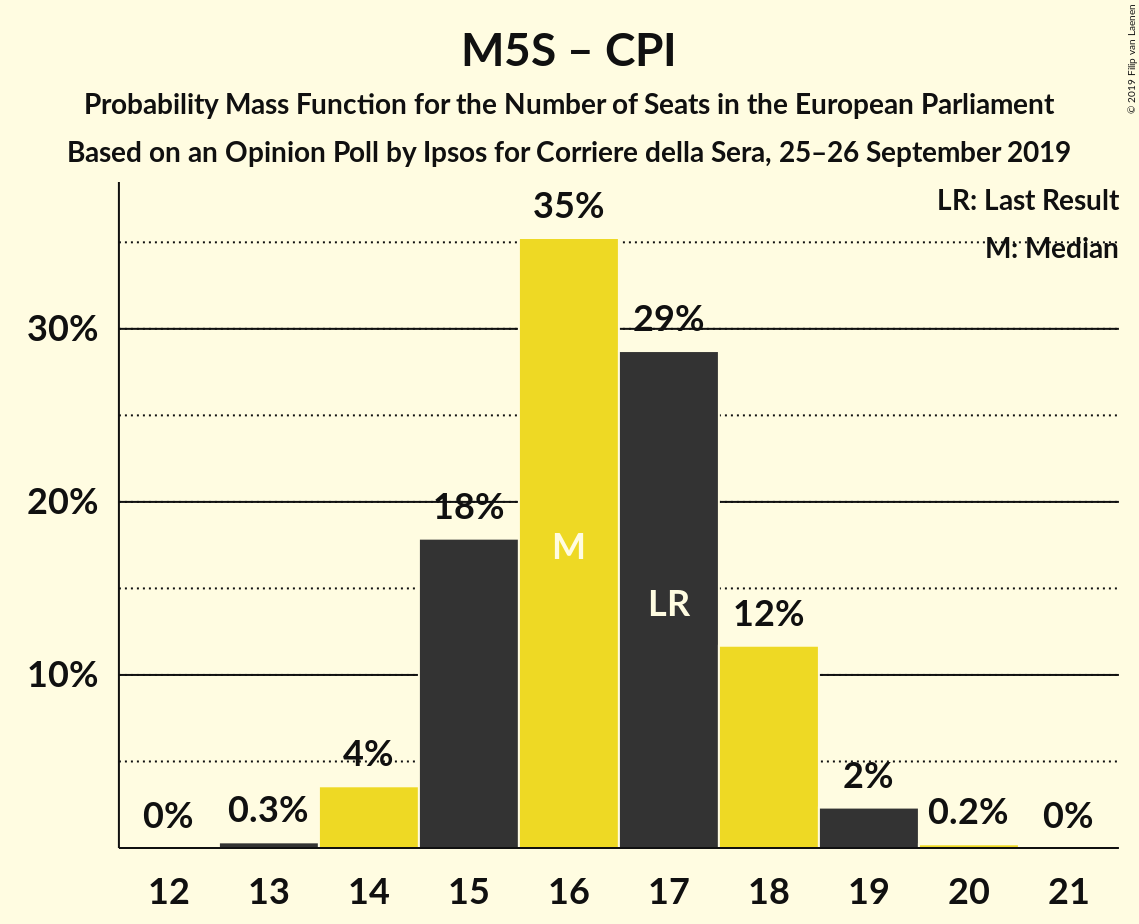 M5S – CPI
Probability Mass Function for the Number of Seats in the European Parliament
Based on an Opinion Poll by Ipsos for Corriere della Sera, 25–26 September 2019
© 2019 Filip van Laenen
LR: Last Result
M: Median
35%
29%
30%
18%
20%
M
LR
12%
10%
4%
2%
0%
0.3%
0.2%
0%
12 13 14 15 16 17 18 19 20 21